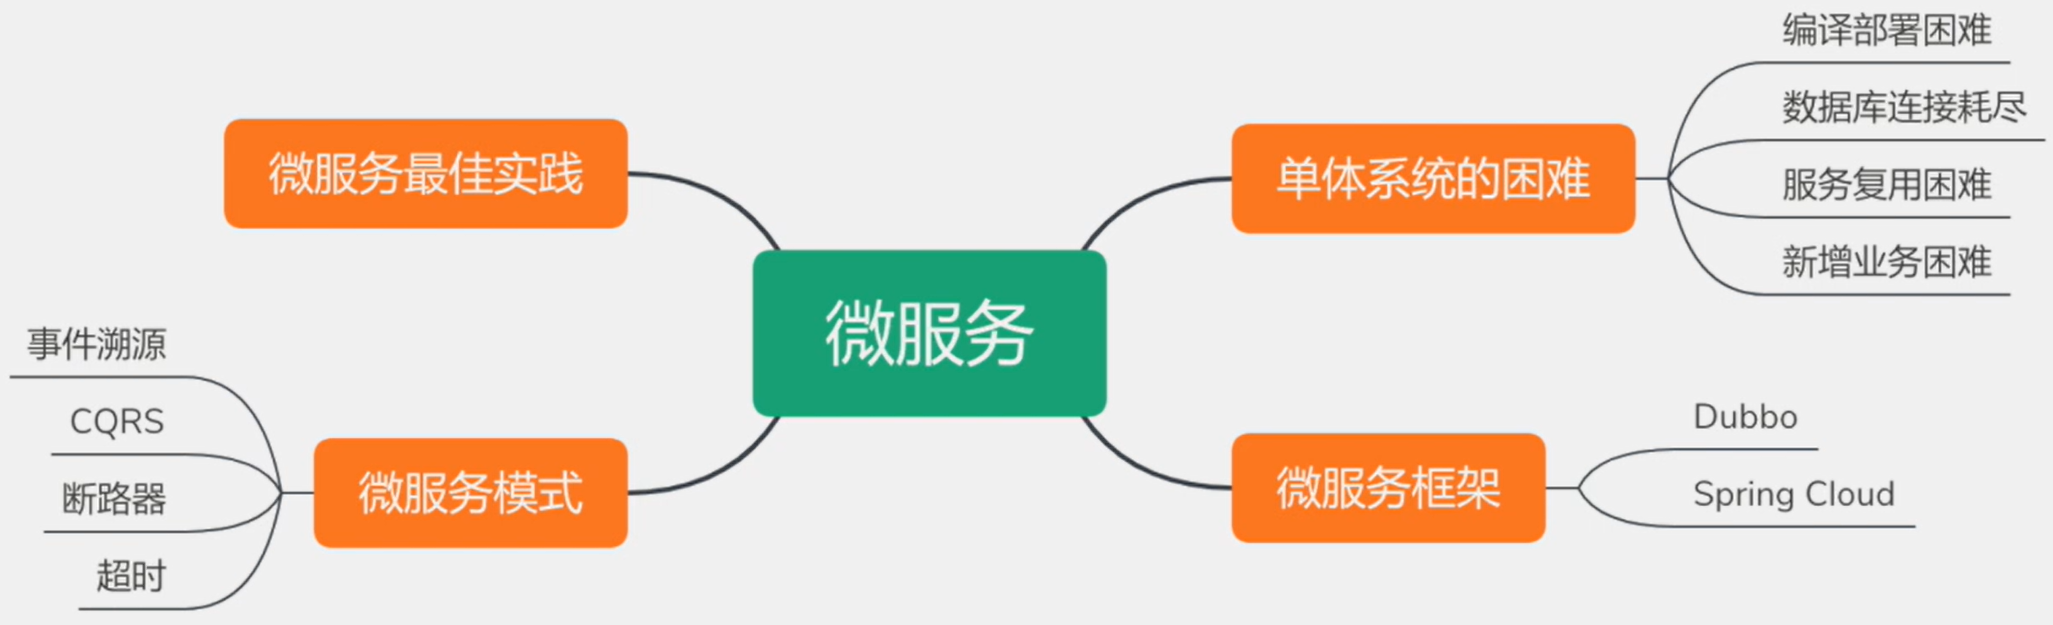 微服务
微服务最佳实践
微服务模式
事件溯源
CQRS
断路器
超时
单体系统的困难
编译部署困难
数据库连接耗尽
服务复用困难
新增业务困难
微服务框架
Dubbo
Spring Cloud